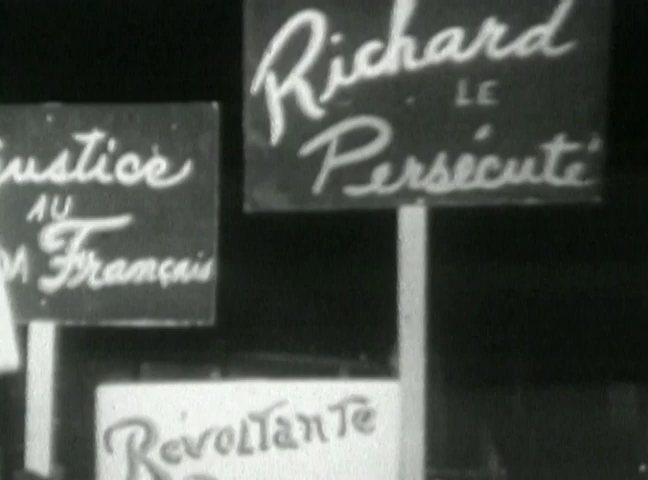 Richard
LE
Persécuté
justice
AU
Français
Révoltante